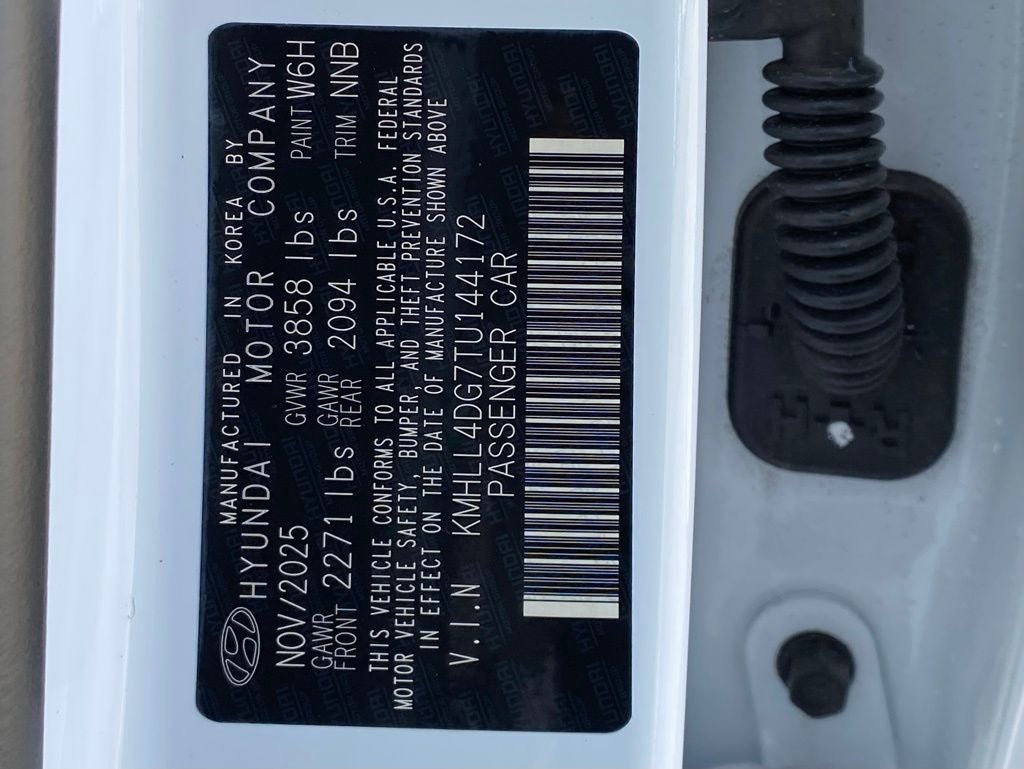 MANUFACTURED IN KOREA BY
HYUNDAI MOTOR COMPANY
NOV/2025 GVWR 3858 lbs PAINT W6H
GAWR FRONT 2271 lbs GAWR REAR 2094 lbs TRIM NNB
THIS VEHICLE CONFORMS TO ALL APPLICABLE U.S.A. FEDERAL
MOTOR VEHICLE SAFETY, BUMPER, AND THEFT PREVENTION STANDARDS
IN EFFECT ON THE DATE OF MANUFACTURE SHOWN ABOVE
V.I.N KMHLL4DG7TU144172
PASSENGER CAR